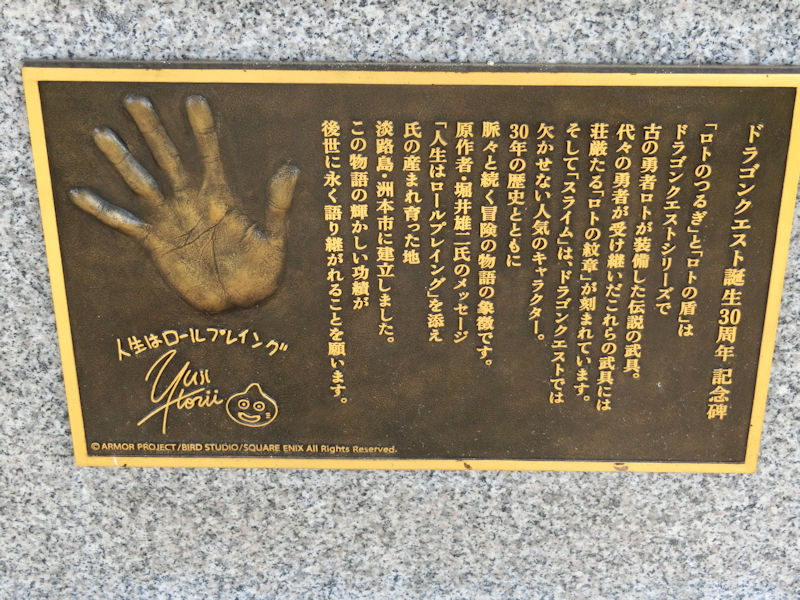 ドラゴンクエスト誕生30周年 記念碑
「ロトのつるぎ」と「ロトの盾」は
ドラゴンクエストシリーズで
古の勇者ロトが装備した伝説の武具。
代々の勇者が受け継いだこれらの武具には
荘厳たる「ロトの紋章」が刻まれています。
そして「スライム」は、ドラゴンクエストでは
欠かせない人気のキャラクター。
30年の歴史とともに
脈々と続く冒険の物語の象徴です。
原作者・堀井雄二氏のメッセージ
「人生はロールプレイング」を添え
氏の産まれ育った地
淡路島・洲本市に建立しました。
この物語の輝かしい功績が
後世に永く語り継がれることを願います。
人生はロールプレイング
Yuji
Horii
© ARMOR PROJECT/BIRD STUDIO/SQUARE ENIX All Rights Reserved.